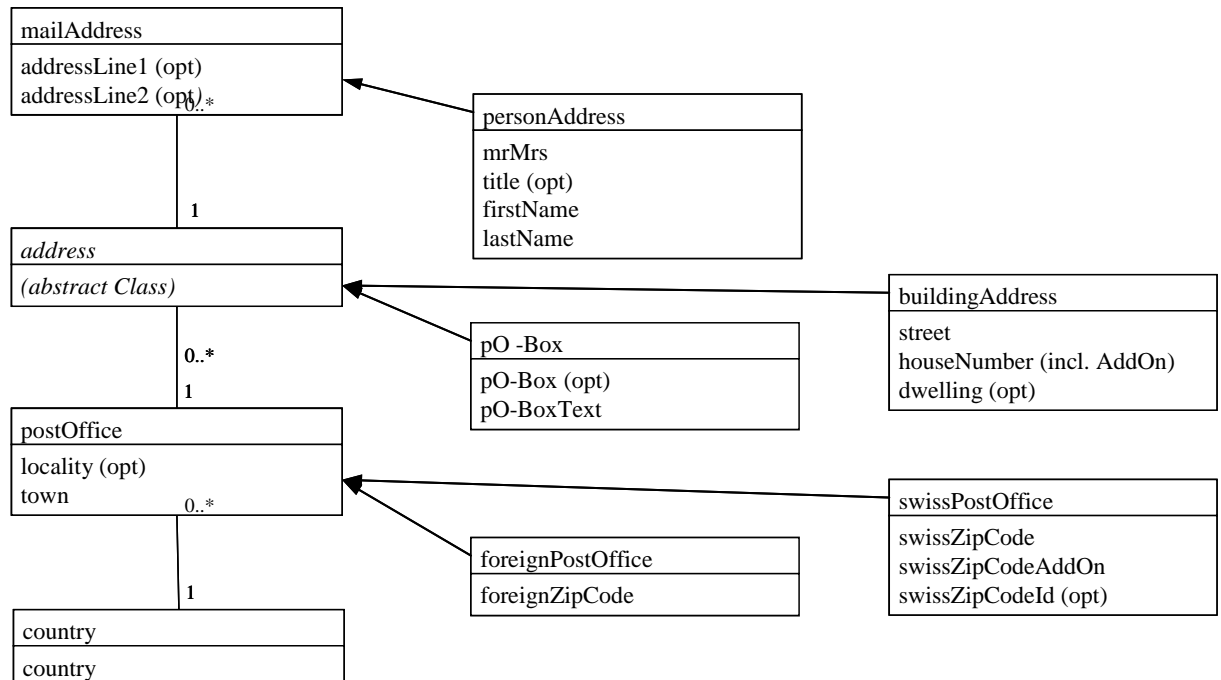 mailAddress
addressLine1 (opt)
addressLine2 (opt)
0..*
personAddress
mrMrs
title (opt)
firstName
lastName
1
address
(abstract Class)
0..*
1
pO -Box
pO-Box (opt)
pO-BoxText
buildingAddress
street
houseNumber (incl. AddOn)
dwelling (opt)
postOffice
locality (opt)
town
0..*
1
foreignPostOffice
foreignZipCode
swissPostOffice
swissZipCode
swissZipCodeAddOn
swissZipCodeId (opt)
country
country